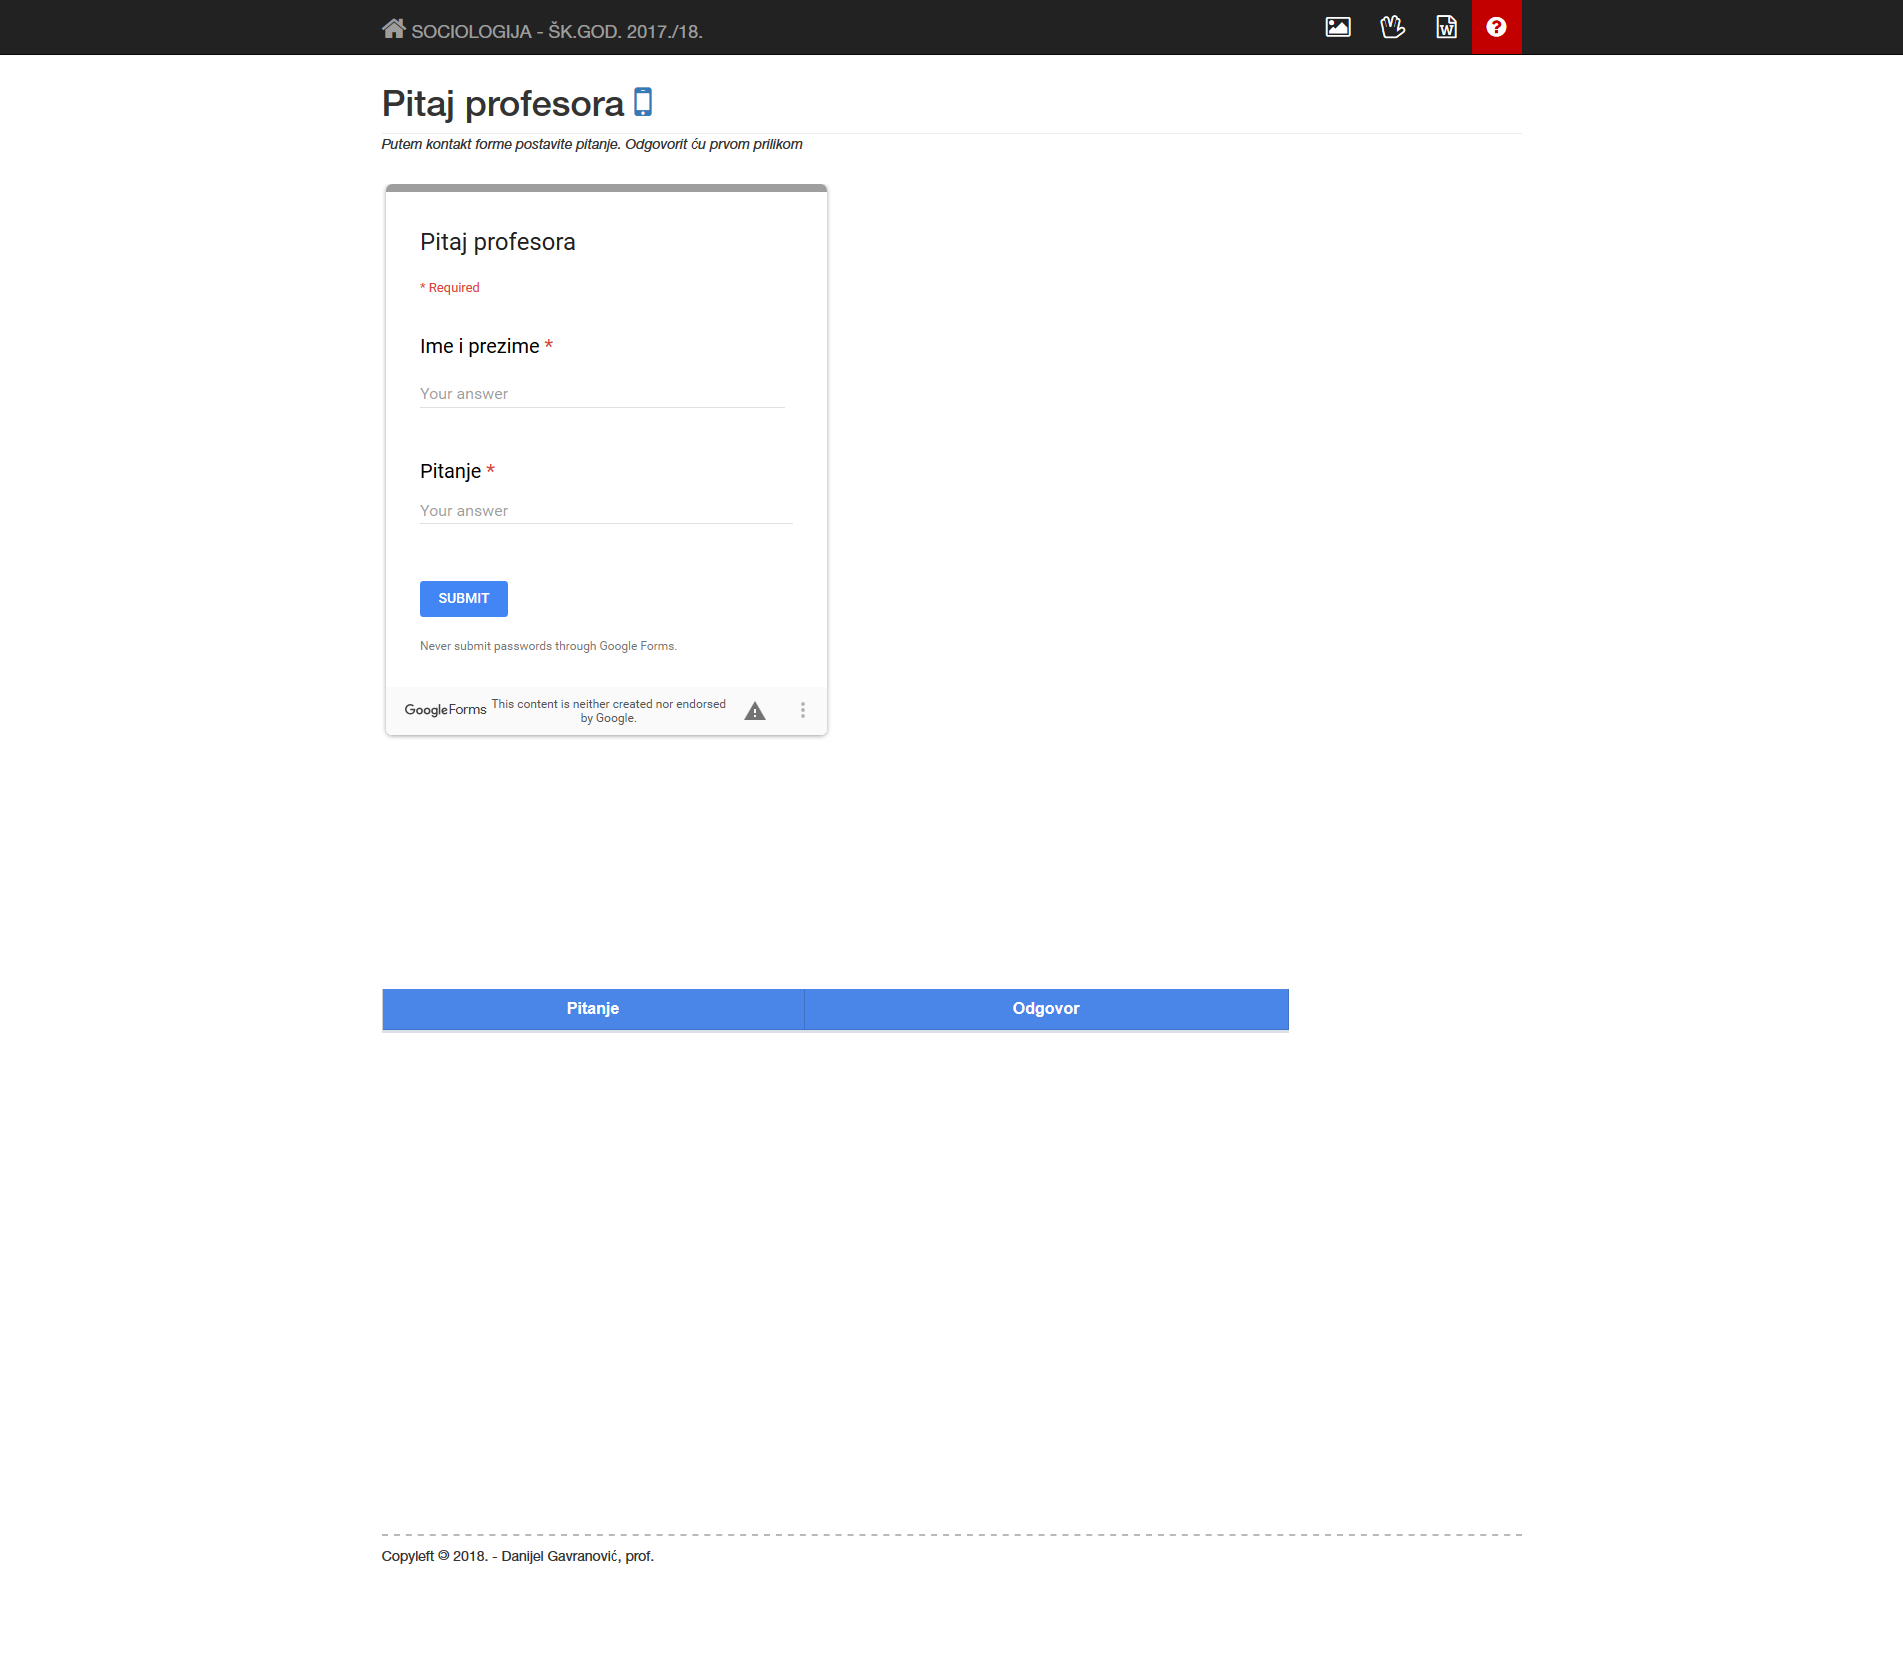 SOCIOLOGIJA - ŠK.GOD. 2017./18.
Pitaj profesora
Putem kontakt forme postavite pitanje. Odgovorit ću prvom prilikom
Pitaj profesora
* Required
Ime i prezime *
Your answer
Pitanje *
Your answer
SUBMIT
Never submit passwords through Google Forms.
Google Forms
This content is neither created nor endorsed
by Google.
Pitanje
Odgovor
Copyleft 🄯 2018. - Danijel Gavranović, prof.